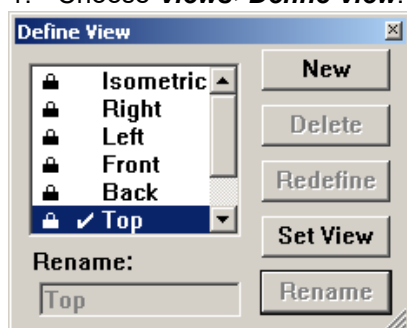 1. Choose Views: Define View.
Define View
Isometric
Right
Left
Front
Back
Top
New
Delete
Redefine
Set View
Rename:
Top
Rename